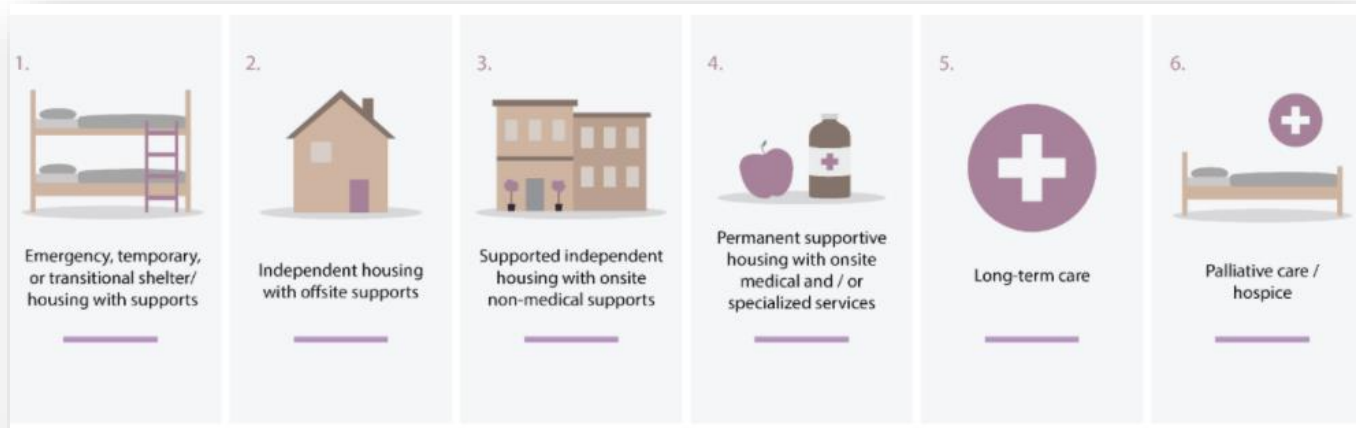 1.
Emergency, temporary,
or transitional shelter/
housing with supports
2.
Independent housing
with offsite supports
3.
Supported independent
housing with onsite
non-medical supports
4.
Permanent supportive
housing with onsite
medical and / or
specialized services
5.
Long-term care
6.
Palliative care /
hospice